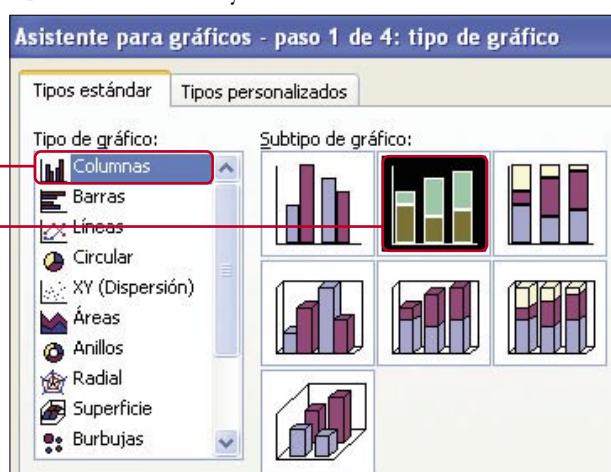 Asistente para gráficos - paso 1 de 4: tipo de gráfico
Tipos estándar Tipos personalizados
Tipo de gráfico:
Columnas
Barras
Líneas
Circular
XY (Dispersión)
Áreas
Anillos
Radial
Superficie
Burbujas
Subtipo de gráfico: